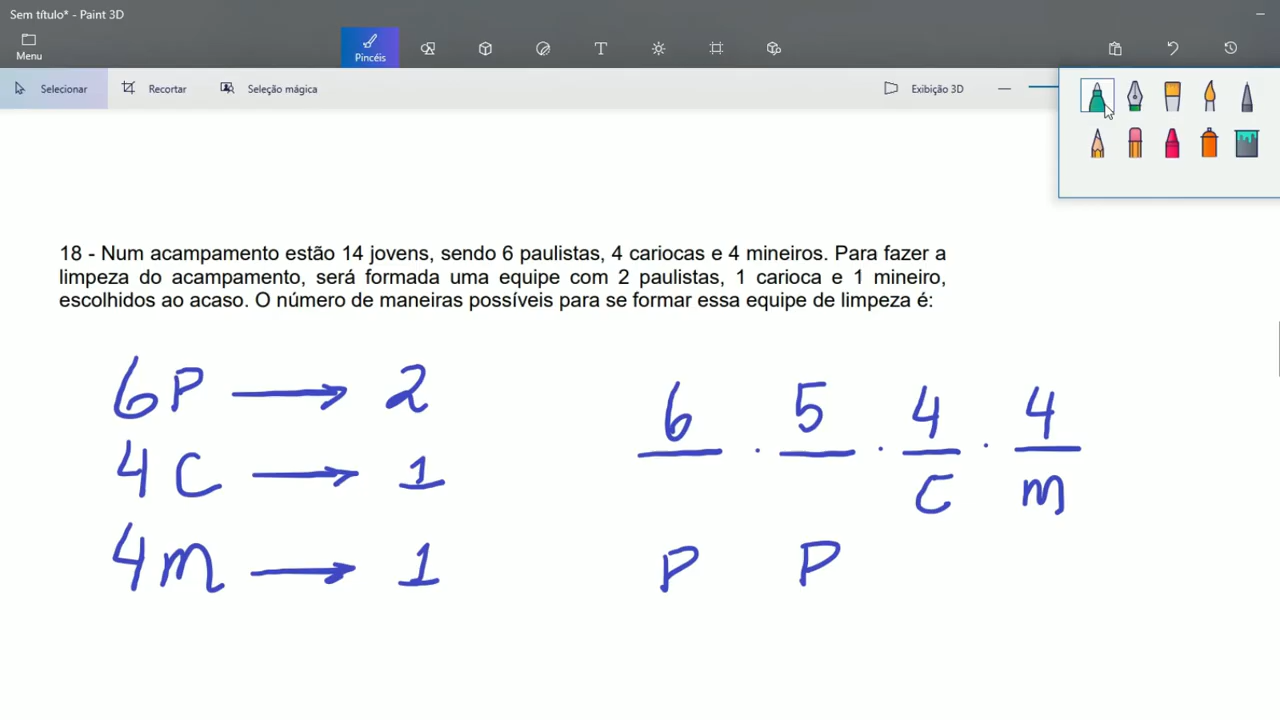 Sem título* - Paint 3D
Menu
Pincéis
Selecionar
Recortar
Seleção mágica
Exibição 3D
18 - Num acampamento estão 14 jovens, sendo 6 paulistas, 4 cariocas e 4 mineiros. Para fazer a
limpeza do acampamento, será formada uma equipe com 2 paulistas, 1 carioca e 1 mineiro,
escolhidos ao acaso. O número de maneiras possíveis para se formar essa equipe de limpeza é:
6P → 2
4C → 1
4m → 1
6 · 5 · 4 · 4
C m
P P